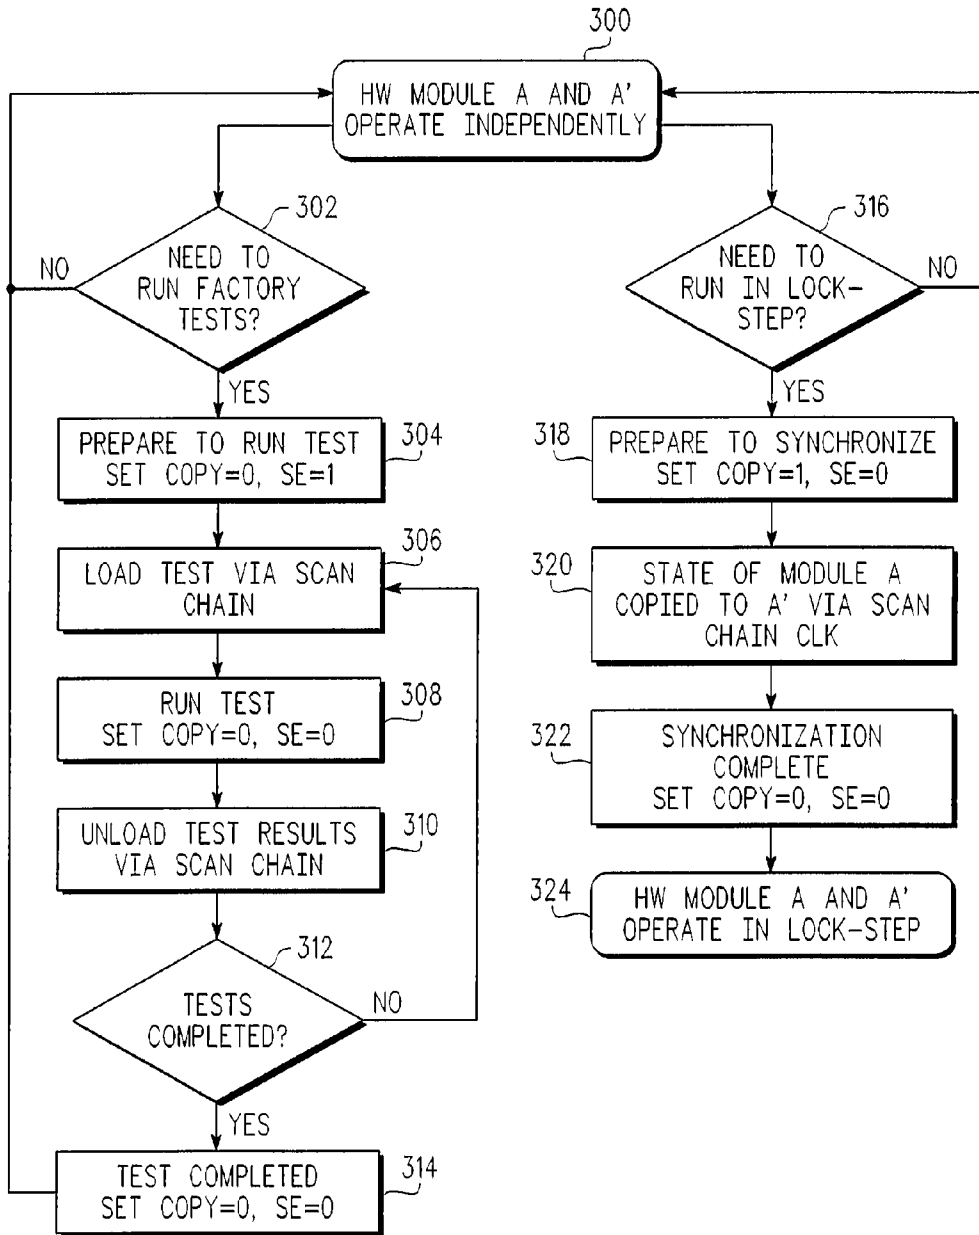 300
HW MODULE A AND A'
OPERATE INDEPENDENTLY
302
NEED TO
RUN FACTORY
TESTS?
NO
YES
304
PREPARE TO RUN TEST
SET COPY=0, SE=1
306
LOAD TEST VIA SCAN
CHAIN
308
RUN TEST
SET COPY=0, SE=0
310
UNLOAD TEST RESULTS
VIA SCAN CHAIN
312
TESTS
COMPLETED?
NO
YES
314
TEST COMPLETED
SET COPY=0, SE=0
316
NEED TO
RUN IN LOCK-
STEP?
NO
YES
318
PREPARE TO SYNCHRONIZE
SET COPY=1, SE=0
320
STATE OF MODULE A
COPIED TO A' VIA SCAN
CHAIN CLK
322
SYNCHRONIZATION
COMPLETE
SET COPY=0, SE=0
324
HW MODULE A AND A'
OPERATE IN LOCK-STEP